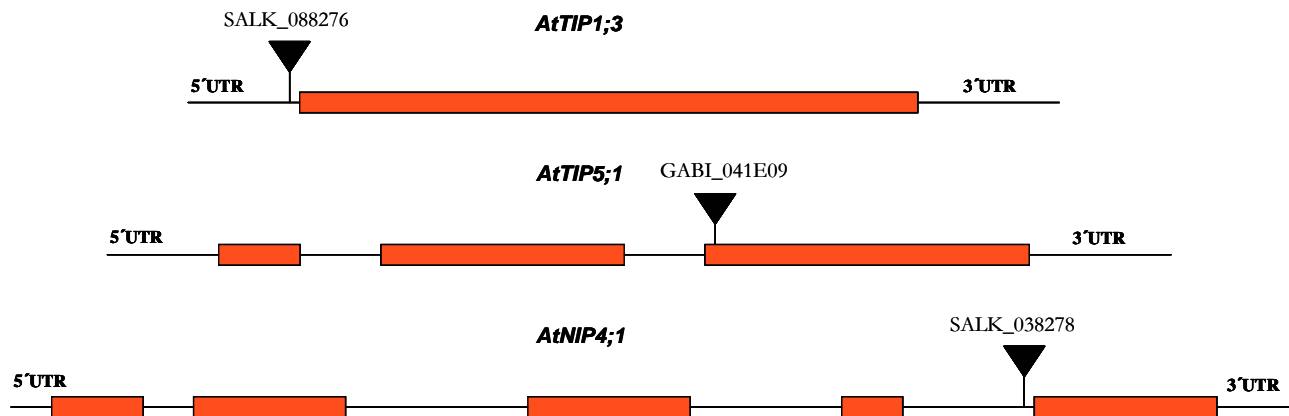 SALK_088276
AtTIP1;3
5´UTR
3´UTR
AtTIP5;1
GABI_041E09
5´UTR
3´UTR
SALK_038278
AtNIP4;1
5´UTR
3´UTR